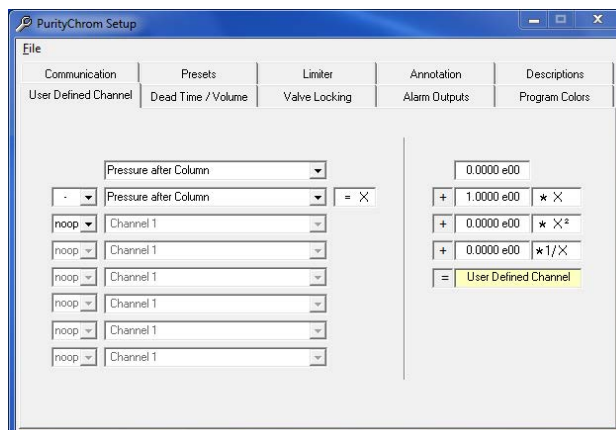 PurityChrom Setup
File
Communication Presets Limiter Annotation Descriptions
User Defined Channel Dead Time / Volume Valve Locking Alarm Outputs Program Colors
Pressure after Column 0.0000 e00
- Pressure after Column = X + 1.0000 e00 * X
noop Channel 1 + 0.0000 e00 * X²
noop Channel 1 + 0.0000 e00 *1/X
noop Channel 1 = User Defined Channel
noop Channel 1
noop Channel 1
noop Channel 1